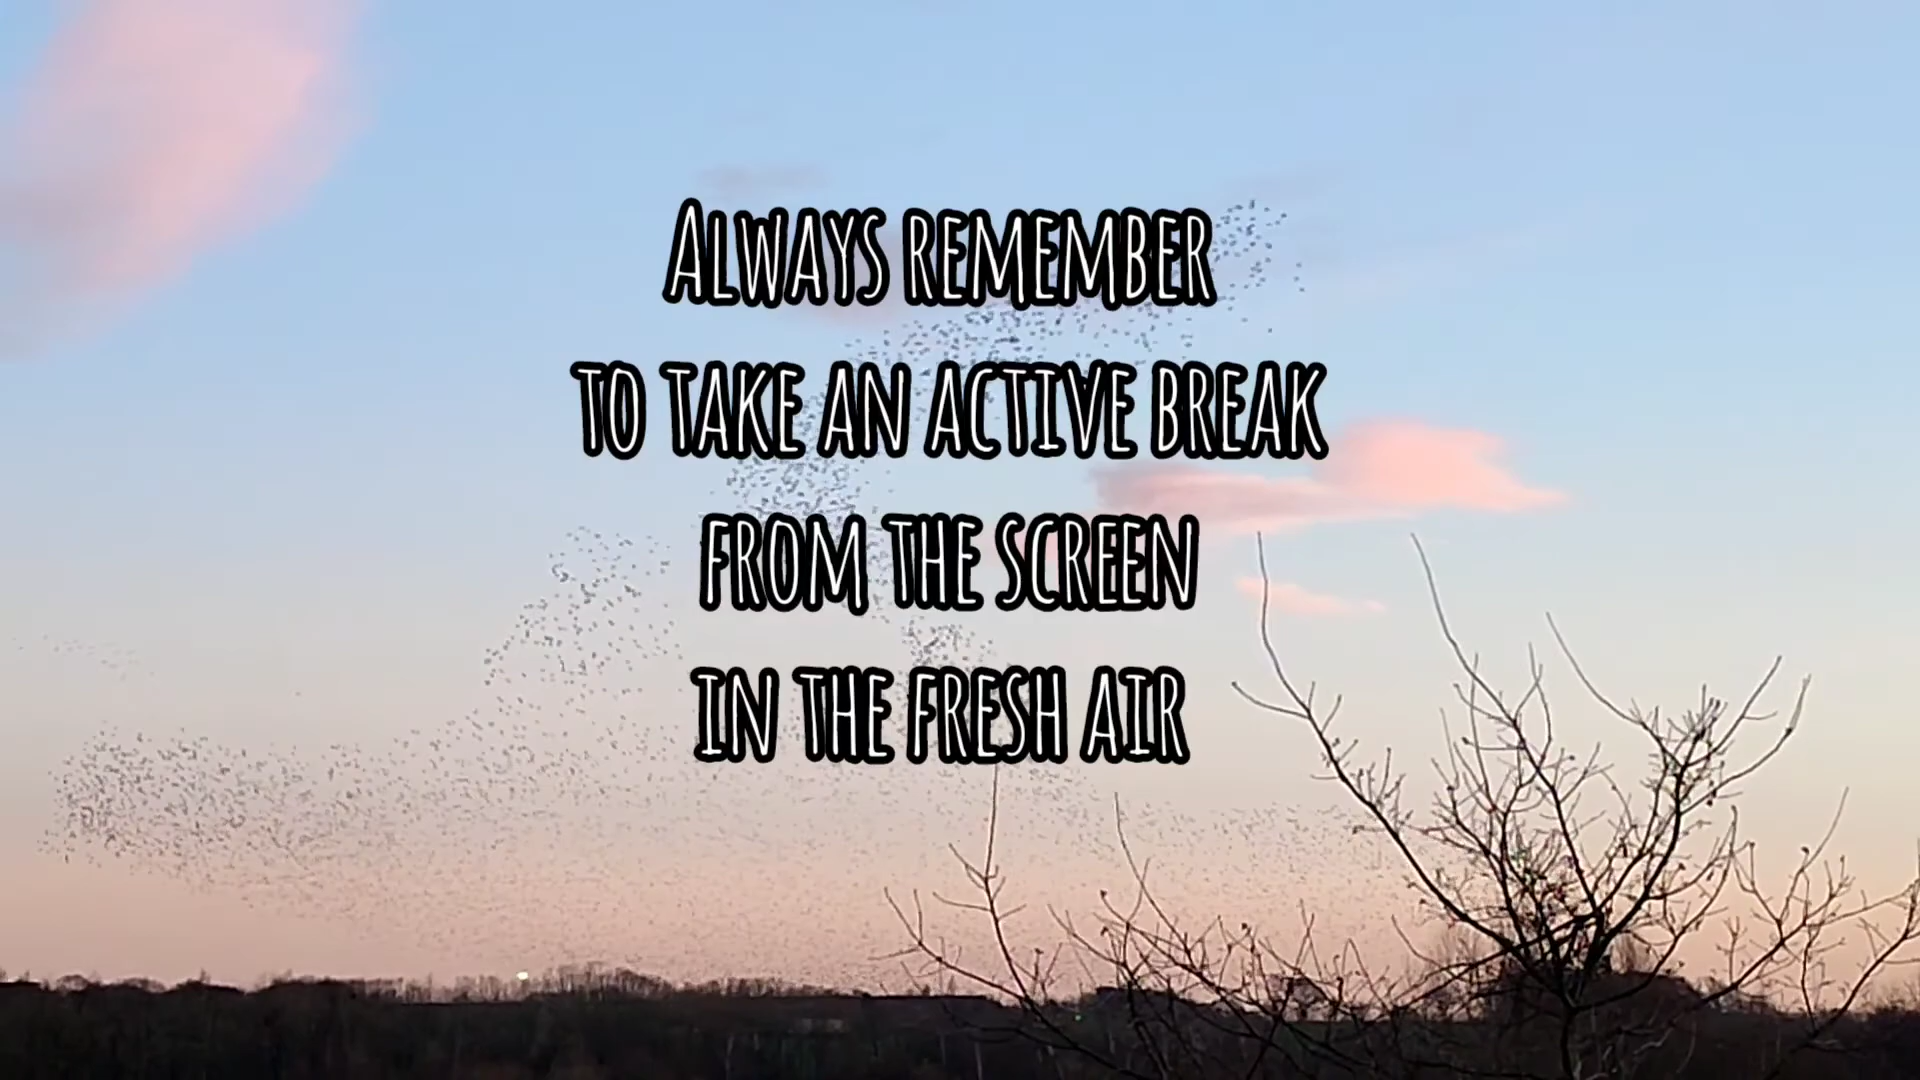 Always remember
to take an active break
from the screen
in the fresh air